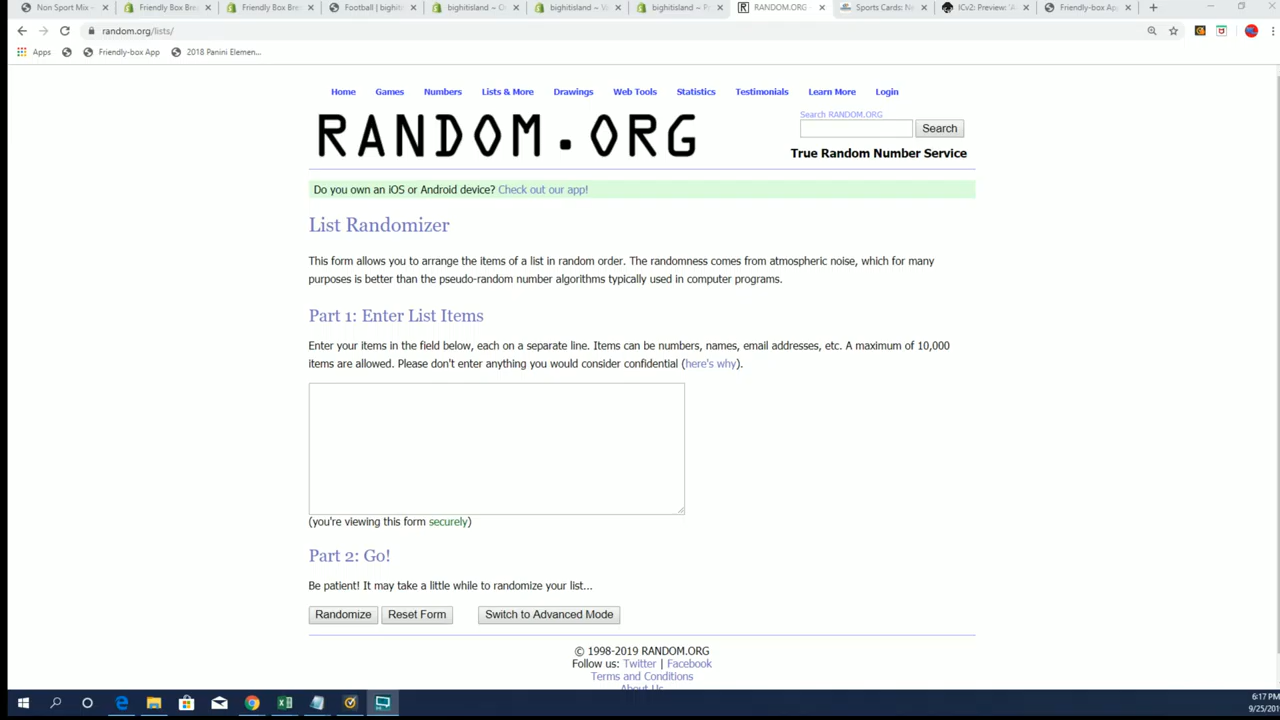 Non Sport Mix - Friendly Box Bre Friendly Box Bre Football | bighit bighitisland ~ O bighitisland ~ bighitisland ~ RANDOM.ORG Sports Cards: N ICv2: Preview: Friendly-box Ap
random.org/lists/
Apps Friendly-box App 2018 Panini Elemen...
Home Games Numbers Lists & More Drawings Web Tools Statistics Testimonials Learn More Login
Search RANDOM.ORG
RANDOM.ORG
Search
True Random Number Service
Do you own an iOS or Android device? Check out our app!
List Randomizer
This form allows you to arrange the items of a list in random order. The randomness comes from atmospheric noise, which for many
purposes is better than the pseudo-random number algorithms typically used in computer programs.
Part 1: Enter List Items
Enter your items in the field below, each on a separate line. Items can be numbers, names, email addresses, etc. A maximum of 10,000
items are allowed. Please don't enter anything you would consider confidential (here's why).
(you're viewing this form securely)
Part 2: Go!
Be patient! It may take a little while to randomize your list...
Randomize Reset Form Switch to Advanced Mode
© 1998-2019 RANDOM.ORG
Follow us: Twitter | Facebook
Terms and Conditions
About Us
6:17 PM
9/25/201